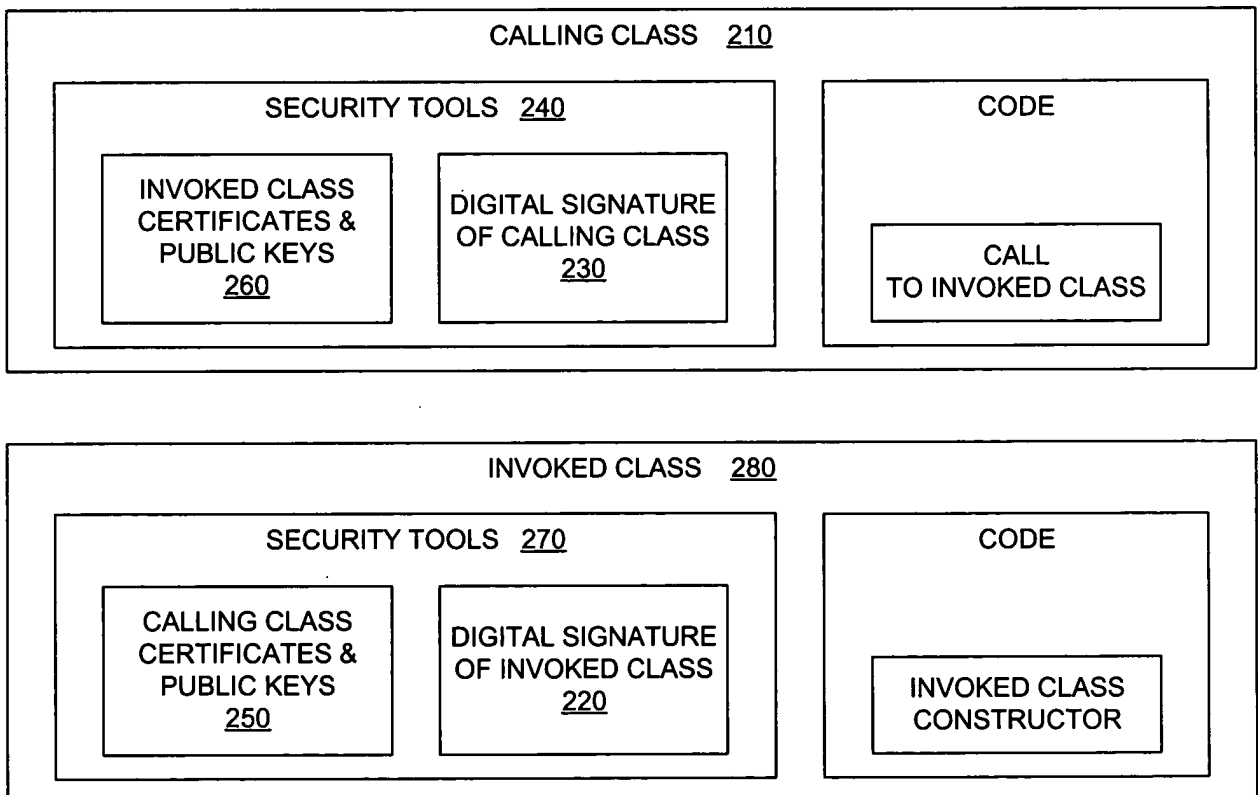 CALLING CLASS 210
SECURITY TOOLS 240
INVOKED CLASS
CERTIFICATES &
PUBLIC KEYS
260
DIGITAL SIGNATURE
OF CALLING CLASS
230
CODE
CALL
TO INVOKED CLASS
INVOKED CLASS 280
SECURITY TOOLS 270
CALLING CLASS
CERTIFICATES &
PUBLIC KEYS
250
DIGITAL SIGNATURE
OF INVOKED CLASS
220
CODE
INVOKED CLASS
CONSTRUCTOR